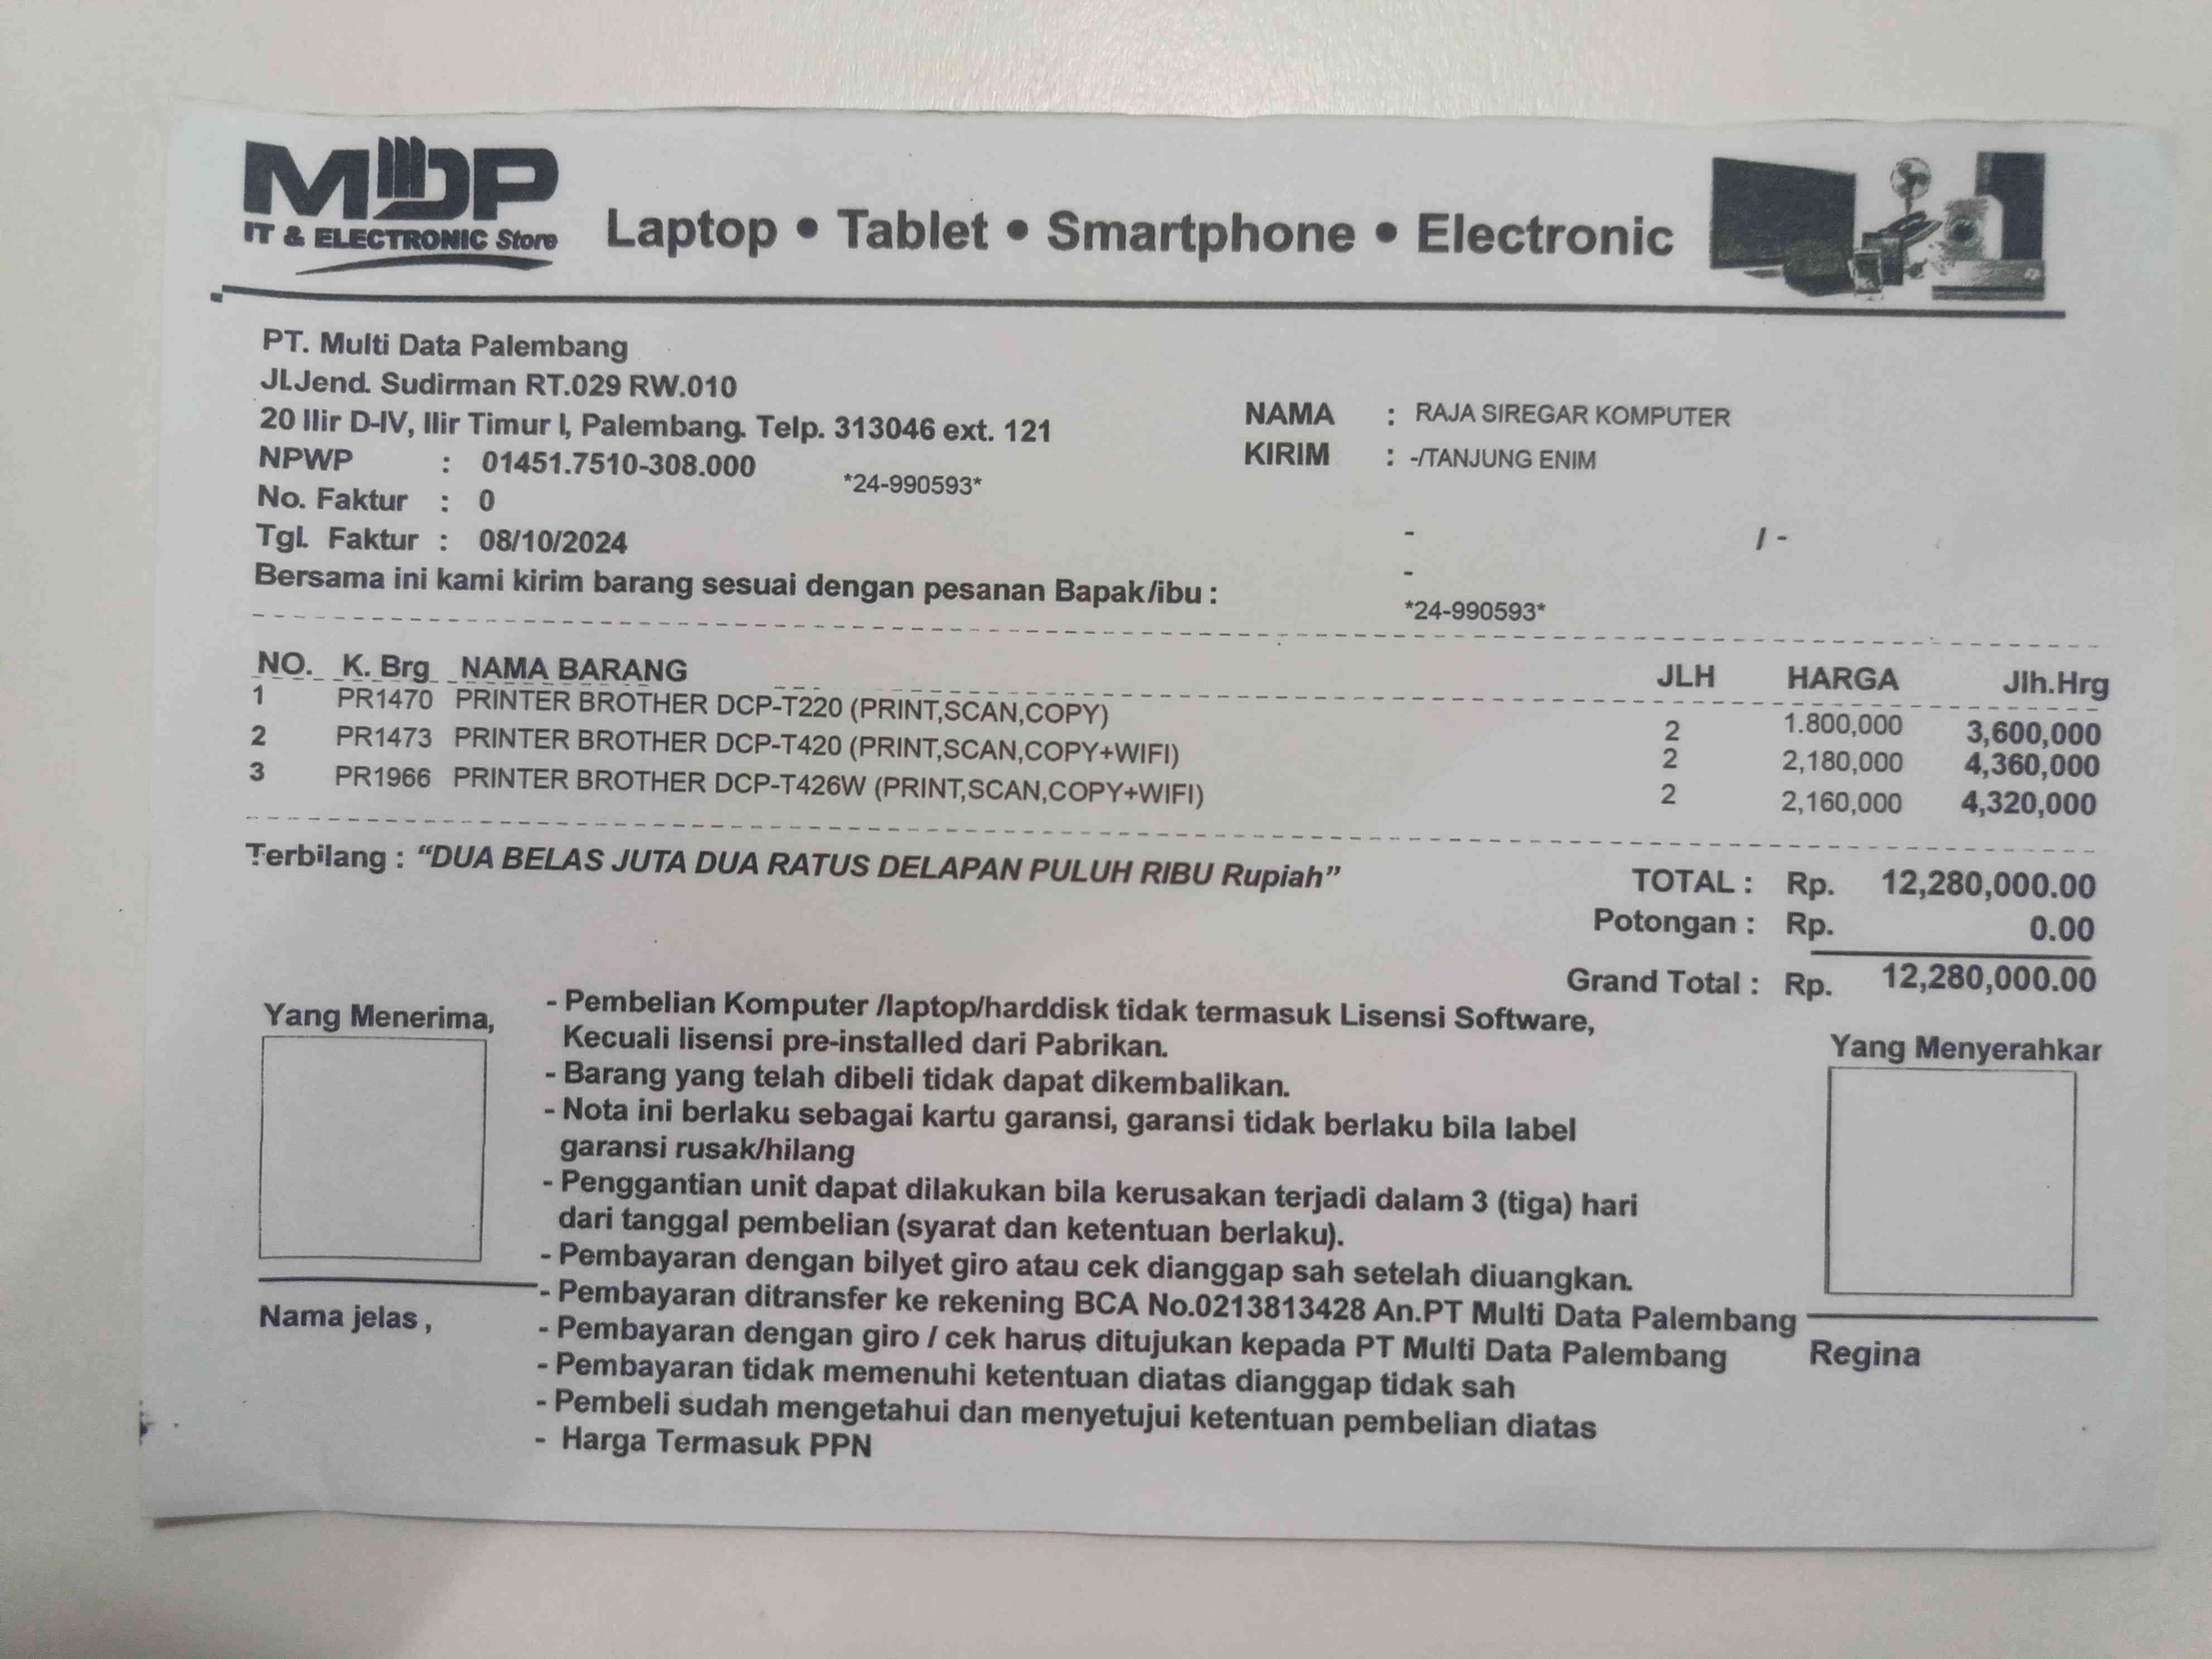 MDP
IT & ELECTRONIC Store
Laptop • Tablet • Smartphone • Electronic
PT. Multi Data Palembang
Jl.Jend. Sudirman RT.029 RW.010
20 Ilir D-IV, Ilir Timur I, Palembang. Telp. 313046 ext. 121
NPWP : 01451.7510-308.000
*24-990593*
No. Faktur : 0
Tgl. Faktur : 08/10/2024
NAMA : RAJA SIREGAR KOMPUTER
KIRIM : -/TANJUNG ENIM
- / -
-
*24-990593*
Bersama ini kami kirim barang sesuai dengan pesanan Bapak/ibu :
NO. K. Brg NAMA BARANG JLH HARGA Jlh.Hrg
1 PR1470 PRINTER BROTHER DCP-T220 (PRINT,SCAN,COPY) 2 1.800,000 3,600,000
2 PR1473 PRINTER BROTHER DCP-T420 (PRINT,SCAN,COPY+WIFI) 2 2,180,000 4,360,000
3 PR1966 PRINTER BROTHER DCP-T426W (PRINT,SCAN,COPY+WIFI) 2 2,160,000 4,320,000
Terbilang : “DUA BELAS JUTA DUA RATUS DELAPAN PULUH RIBU Rupiah”
TOTAL : Rp. 12,280,000.00
Potongan : Rp. 0.00
Grand Total : Rp. 12,280,000.00
Yang Menerima,
Nama jelas ,
- Pembelian Komputer /laptop/harddisk tidak termasuk Lisensi Software,
Kecuali lisensi pre-installed dari Pabrikan.
- Barang yang telah dibeli tidak dapat dikembalikan.
- Nota ini berlaku sebagai kartu garansi, garansi tidak berlaku bila label
garansi rusak/hilang
- Penggantian unit dapat dilakukan bila kerusakan terjadi dalam 3 (tiga) hari
dari tanggal pembelian (syarat dan ketentuan berlaku).
- Pembayaran dengan bilyet giro atau cek dianggap sah setelah diuangkan.
- Pembayaran ditransfer ke rekening BCA No.0213813428 An.PT Multi Data Palembang
- Pembayaran dengan giro / cek harus ditujukan kepada PT Multi Data Palembang
- Pembayaran tidak memenuhi ketentuan diatas dianggap tidak sah
- Pembeli sudah mengetahui dan menyetujui ketentuan pembelian diatas
- Harga Termasuk PPN
Yang Menyerahkar
Regina